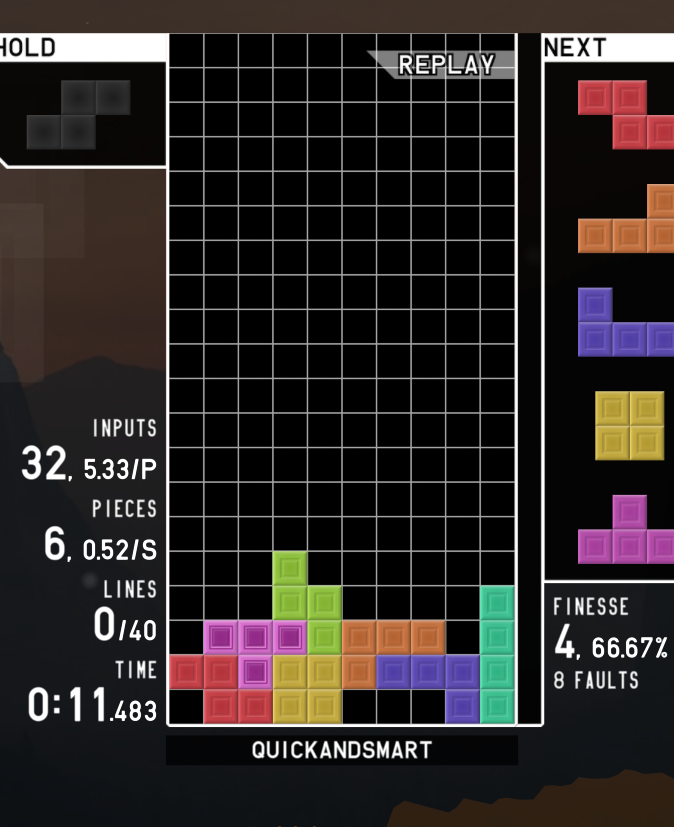 HOLD
REPLAY
NEXT
INPUTS
32, 5.33/P
PIECES
6, 0.52/S
LINES
0/40
TIME
0:11.483
FINESSE
4, 66.67%
8 FAULTS
QUICKANDSMART